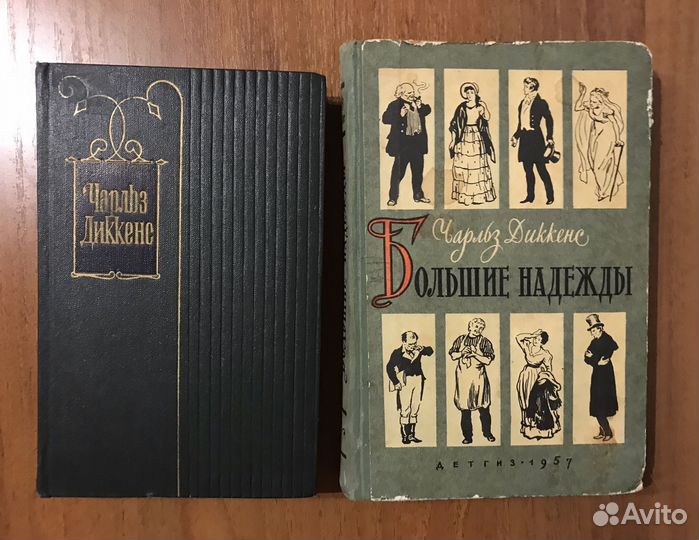 Чарльз
Диккенс
Чарльз Диккенс
БОЛЬШИЕ НАДЕЖДЫ
ДЕТГИЗ·1957
Avito